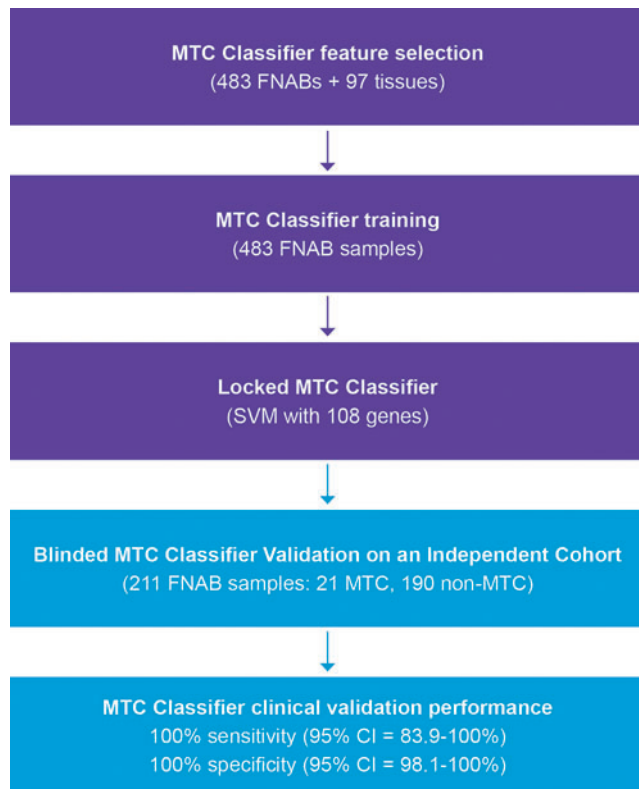 MTC Classifier feature selection
(483 FNABs + 97 tissues)
MTC Classifier training
(483 FNAB samples)
Locked MTC Classifier
(SVM with 108 genes)
Blinded MTC Classifier Validation on an Independent Cohort
(211 FNAB samples: 21 MTC, 190 non-MTC)
MTC Classifier clinical validation performance
100% sensitivity (95% CI = 83.9-100%)
100% specificity (95% CI = 98.1-100%)